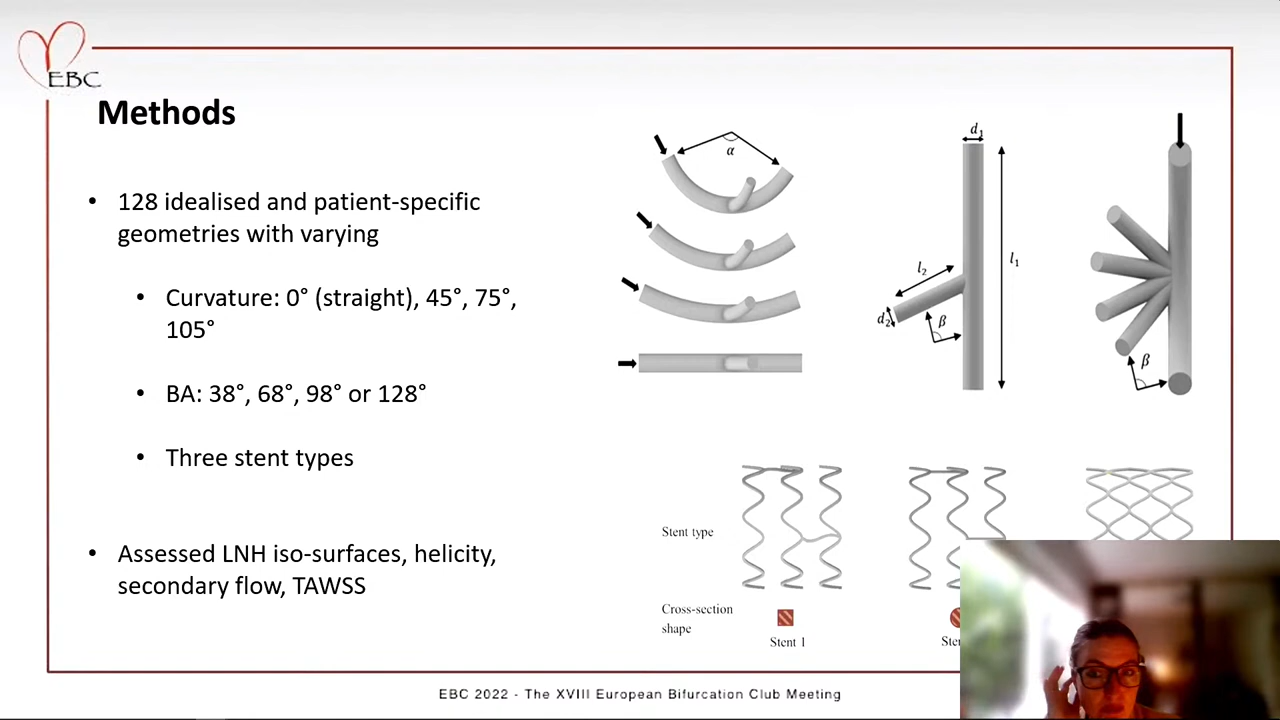 EBC
Methods
• 128 idealised and patient-specific
geometries with varying
• Curvature: 0° (straight), 45°, 75°,
105°
• BA: 38°, 68°, 98° or 128°
• Three stent types
• Assessed LNH iso-surfaces, helicity,
secondary flow, TAWSS
α
d₁
l₁
l₂
d₂
β
β
Stent type
Cross-section
shape
Stent 1
EBC 2022 - The XVIII European Bifurcation Club Meeting